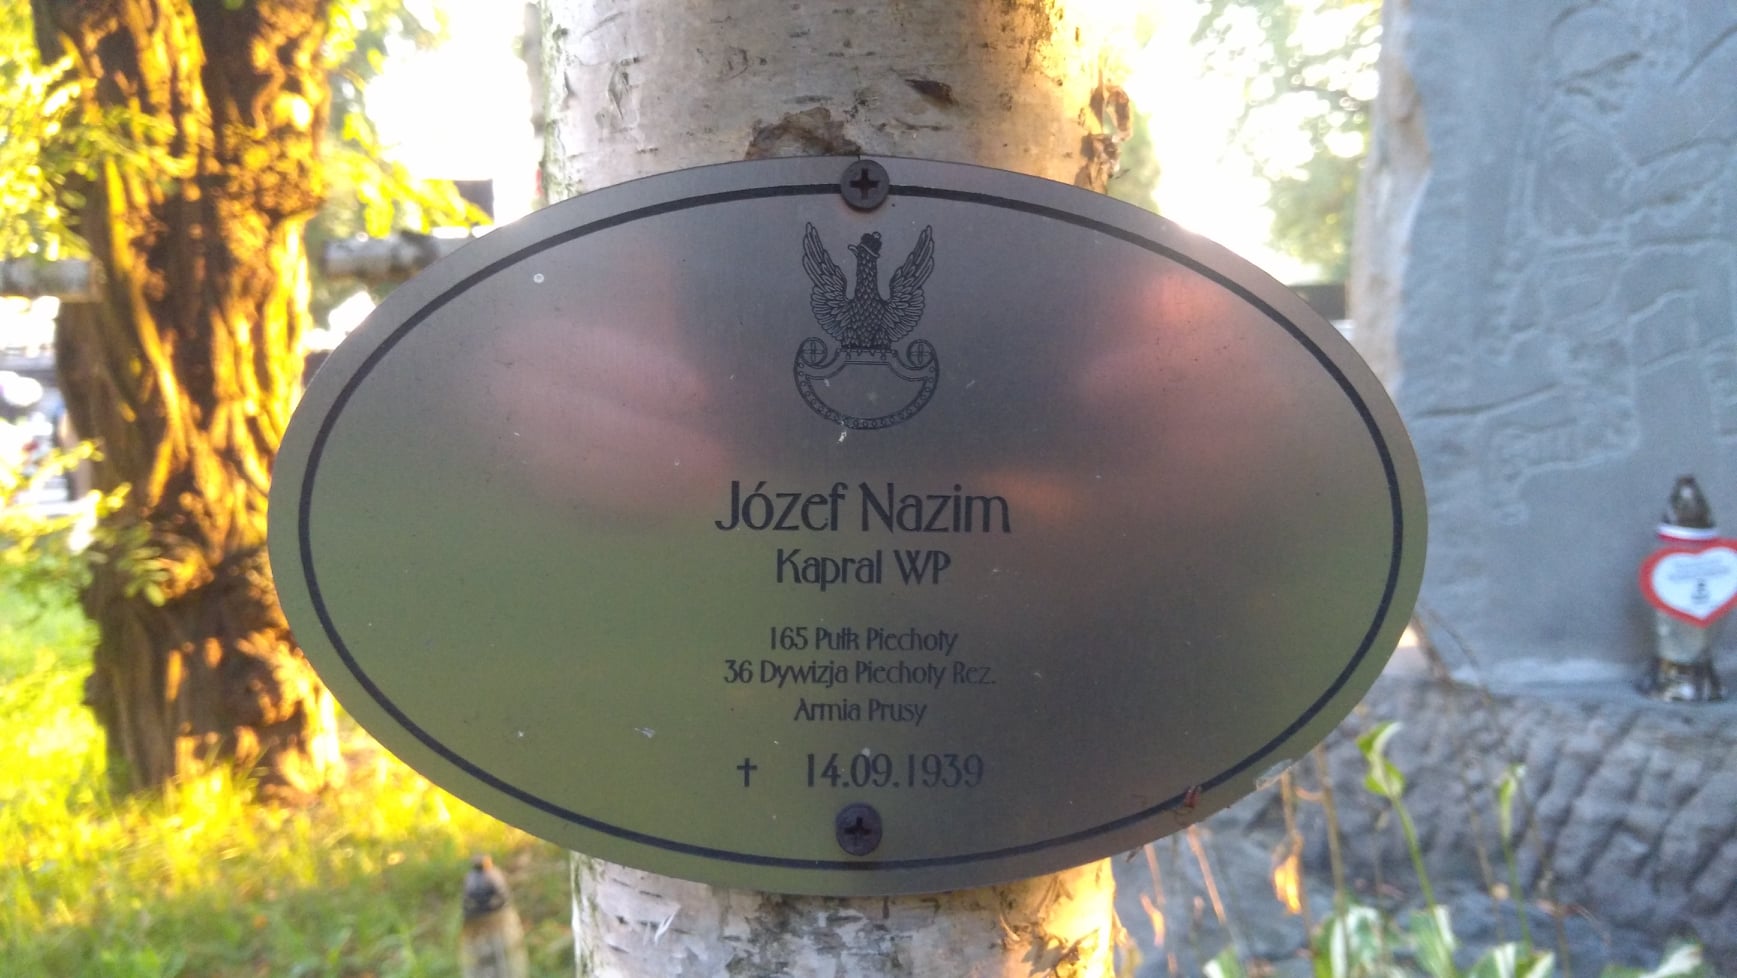 Józef Nazim
Kapral WP
165 Pułk Piechoty
36 Dywizja Piechoty Rez.
Armia Prusy
† 14.09.1939